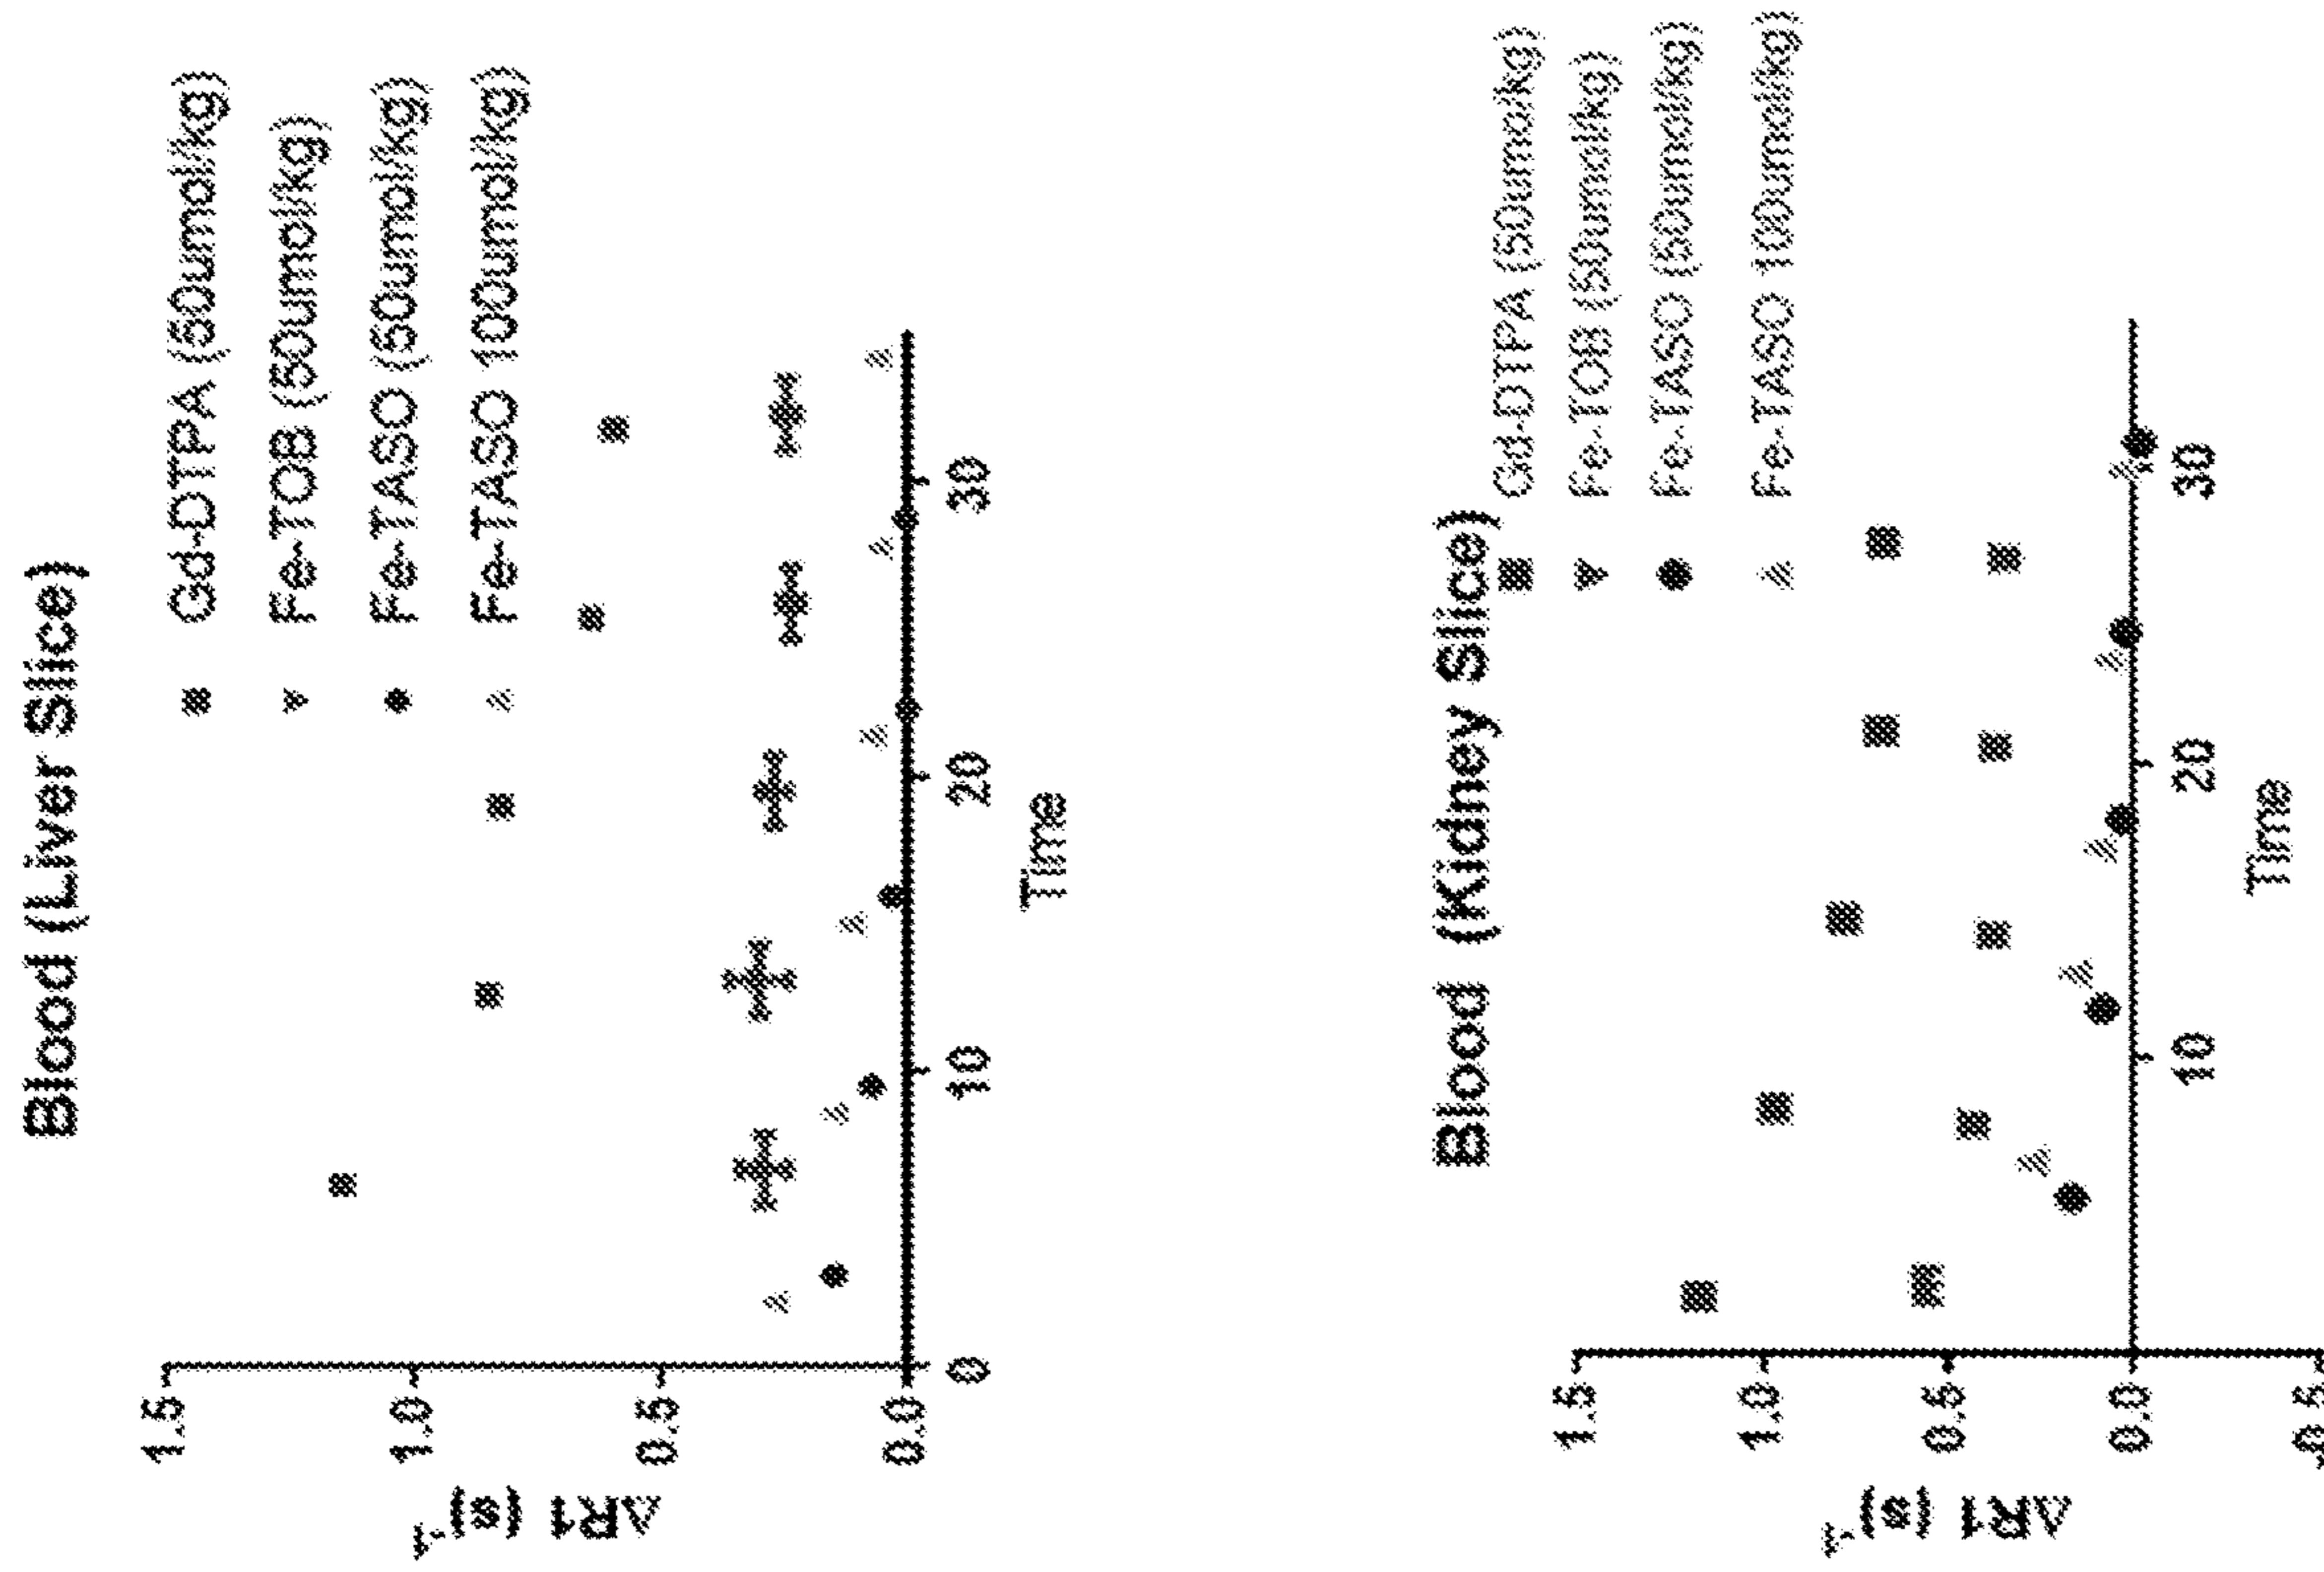 Blood (Liver Slice)
Gd-DTPA (50umol/kg)
Fe-TOB (50umol/kg)
Fe-TASO (50umol/kg)
Fe-TASO 100umol/kg)
ΔR1 (s)⁻¹
1.5
1.0
0.5
0.0
0
10
20
30
Time
Blood (Kidney Slice)
Gd-DTPA (50umol/kg)
Fe-TOB (50umol/kg)
Fe-TASO (50umol/kg)
Fe-TASO 100umol/kg)
ΔR1 (s)⁻¹
1.5
1.0
0.5
0.0
-0.5
10
20
30
Time